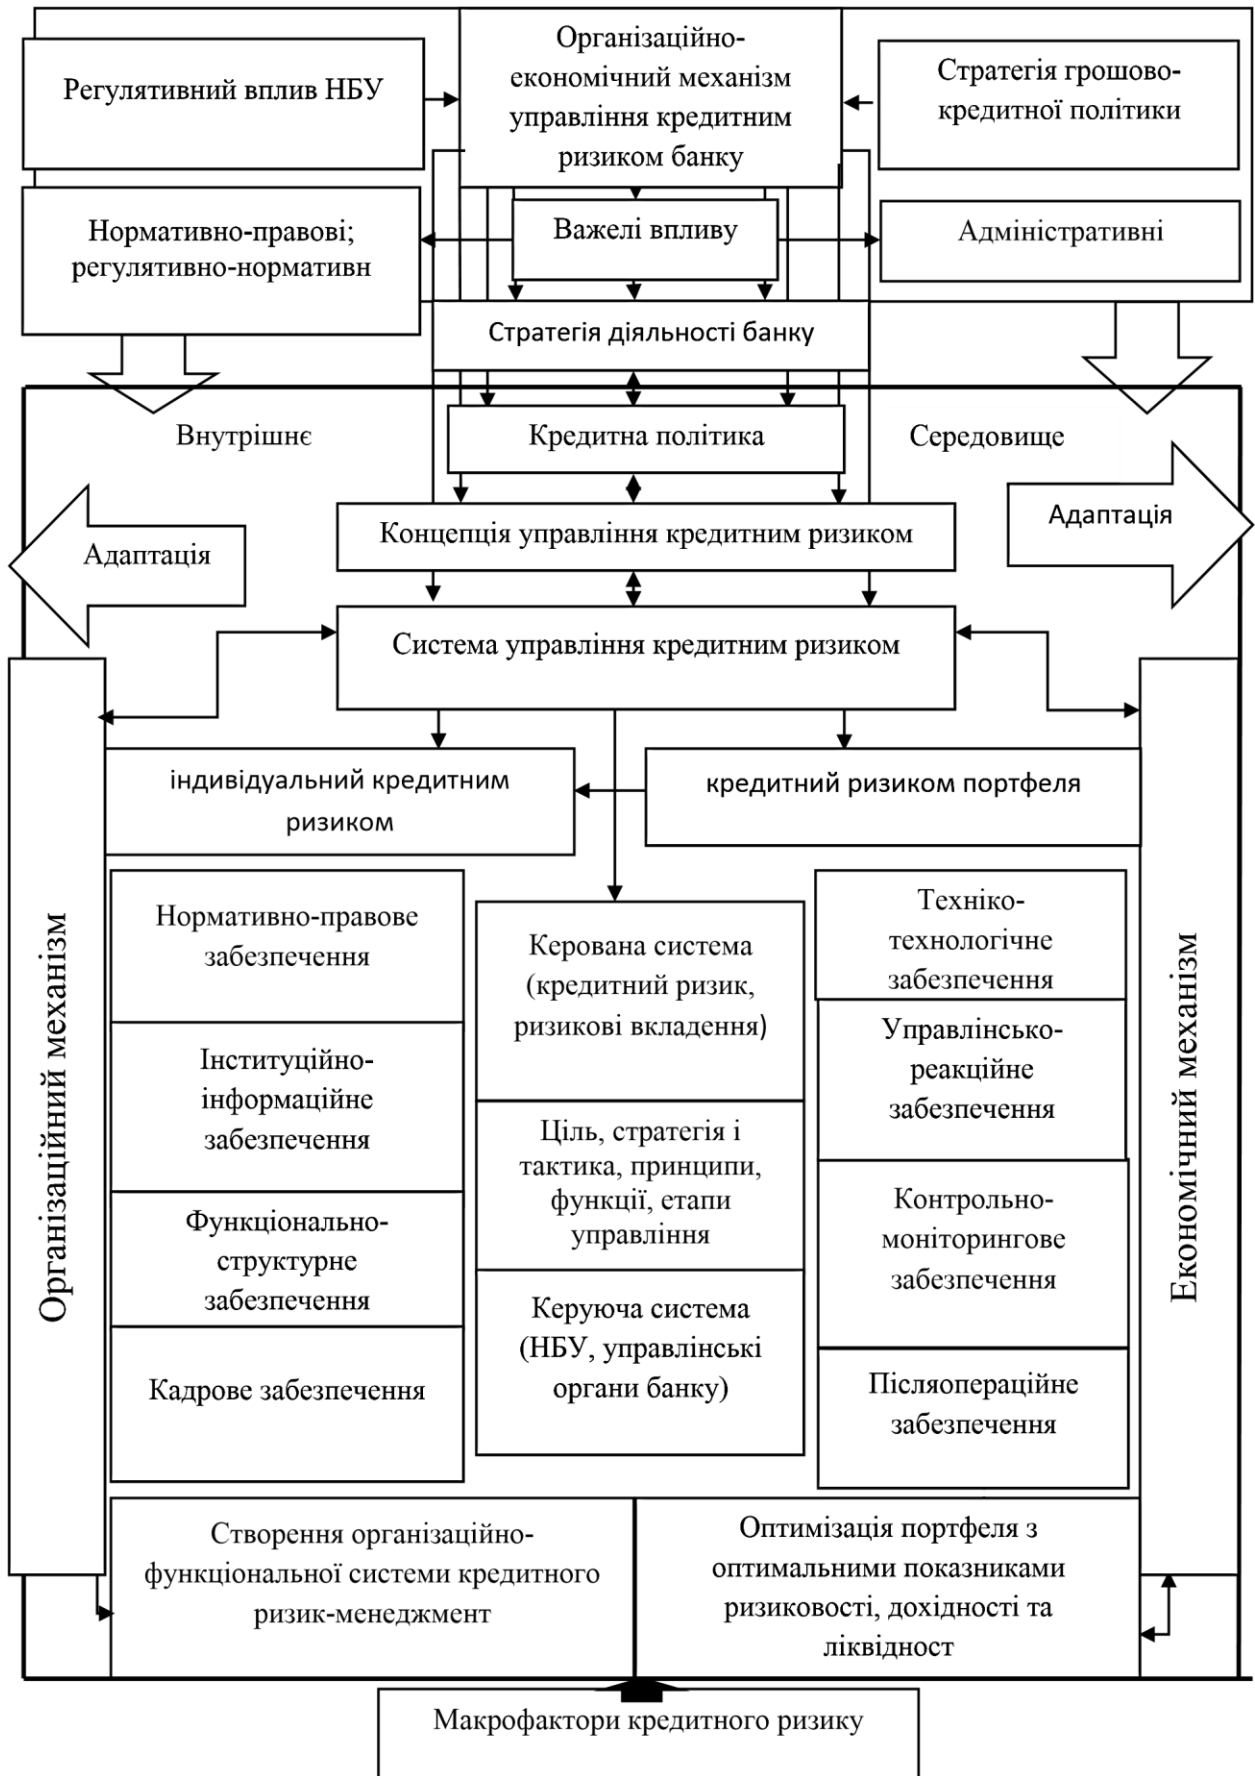 Регулятивний вплив НБУ
Організаційно-
економічний механізм
управління кредитним
ризиком банку
Стратегія грошово-
кредитної політики
Нормативно-правові;
регулятивно-нормативн
Важелі впливу
Адміністративні
Стратегія діяльності банку
Внутрішнє
Кредитна політика
Середовище
Адаптація
Концепція управління кредитним ризиком
Адаптація
Система управління кредитним ризиком
індивідуальний кредитним
ризиком
кредитний ризиком портфеля
Організаційний механізм
Нормативно-правове
забезпечення
Інституційно-
інформаційне
забезпечення
Функціонально-
структурне
забезпечення
Кадрове забезпечення
Керована система
(кредитний ризик,
ризикові вкладення)
Ціль, стратегія і
тактика, принципи,
функції, етапи
управління
Керуюча система
(НБУ, управлінські
органи банку)
Техніко-
технологічне
забезпечення
Управлінсько-
реакційне
забезпечення
Контрольно-
моніторингове
забезпечення
Післяопераційне
забезпечення
Економічний механізм
Створення організаційно-
функціональної системи кредитного
ризик-менеджмент
Оптимізація портфеля з
оптимальними показниками
ризиковості, дохідності та
ліквідност
Макрофактори кредитного ризику